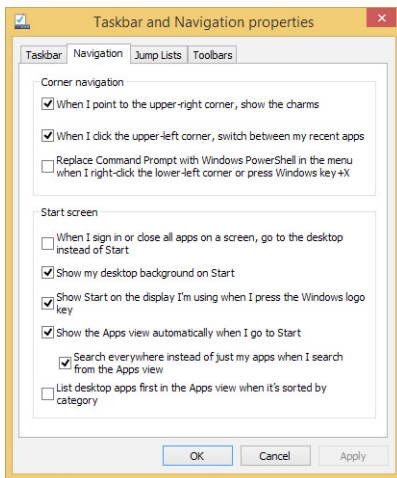 Taskbar and Navigation properties
Taskbar Navigation Jump Lists Toolbars
Corner navigation
When I point to the upper-right corner, show the charms
When I click the upper-left corner, switch between my recent apps
Replace Command Prompt with Windows PowerShell in the menu
when I right-click the lower-left corner or press Windows key+X
Start screen
When I sign in or close all apps on a screen, go to the desktop
instead of Start
Show my desktop background on Start
Show Start on the display I'm using when I press the Windows logo
key
Show the Apps view automatically when I go to Start
Search everywhere instead of just my apps when I search
from the Apps view
List desktop apps first in the Apps view when it's sorted by
category
OK Cancel Apply